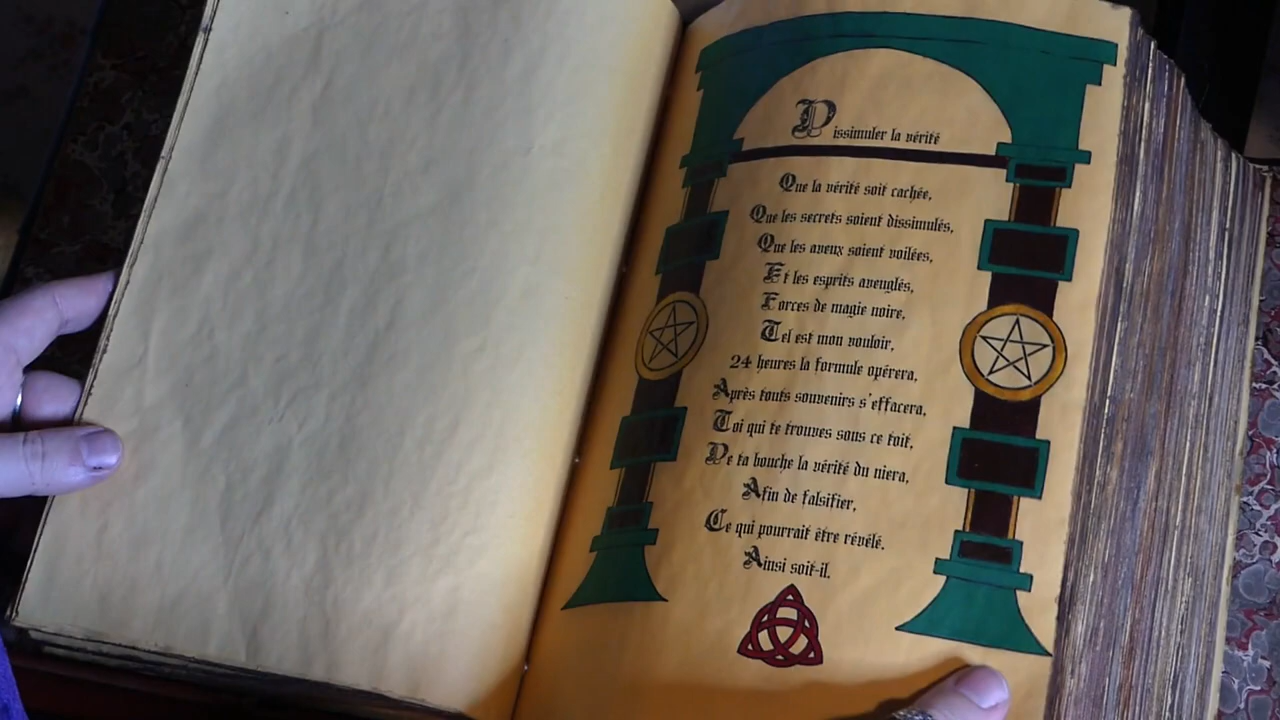 Dissimuler la vérité
Que la vérité soit cachée,
Que les secrets soient dissimulés,
Que les aveux soient voilées,
Et les esprits aveuglés,
Forces de magie noire,
Tel est mon vouloir,
24 heures la formule opérera,
Après touts souvenirs s'effacera,
Toi qui te trouves sous ce toit,
De ta bouche la vérité du niera,
Afin de falsifier,
Ce qui pourrait être révélé.
Ainsi soit-il.